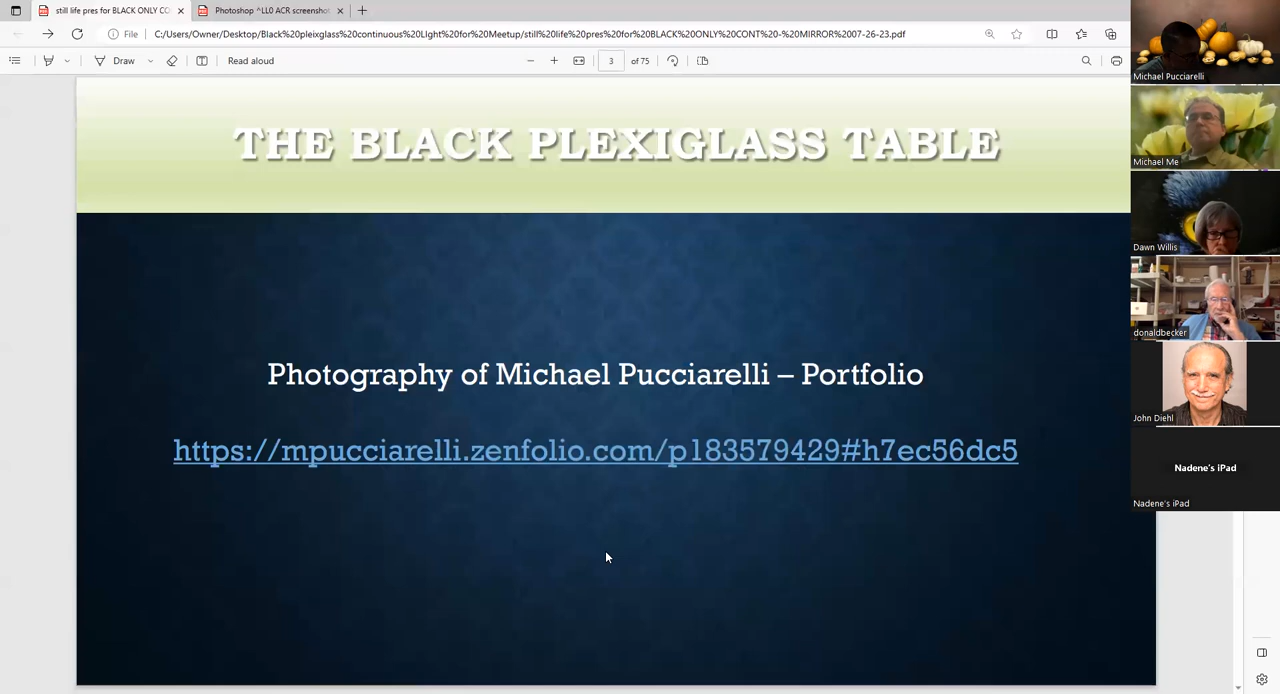 still life pres for BLACK ONLY CO
Photoshop ^LL0 ACR screenshot
File
C:/Users/Owner/Desktop/Black%20pleixglass%20continuous%20LIght%20for%20Meetup/still%20life%20pres%20for%20BLACK%20ONLY%20CONT%20-%20MIRROR%2007-26-23.pdf
Draw
Read aloud
3 of 75
THE BLACK PLEXIGLASS TABLE
Photography of Michael Pucciarelli – Portfolio
https://mpucciarelli.zenfolio.com/p183579429#h7ec56dc5
Michael Pucciarelli
Michael Me
Dawn Willis
donaldbecker
John Diehl
Nadene's iPad
Nadene's iPad